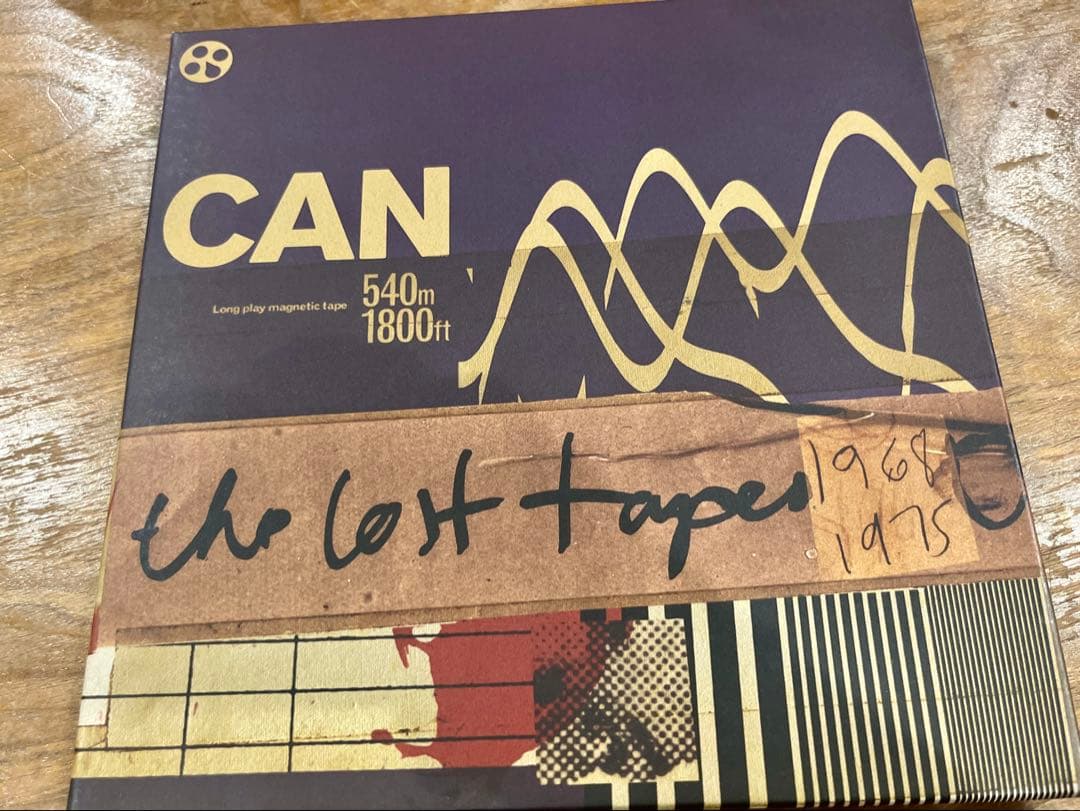 CAN
Long play magnetic tape
540m
1800ft
the lost tapes
1968
1975